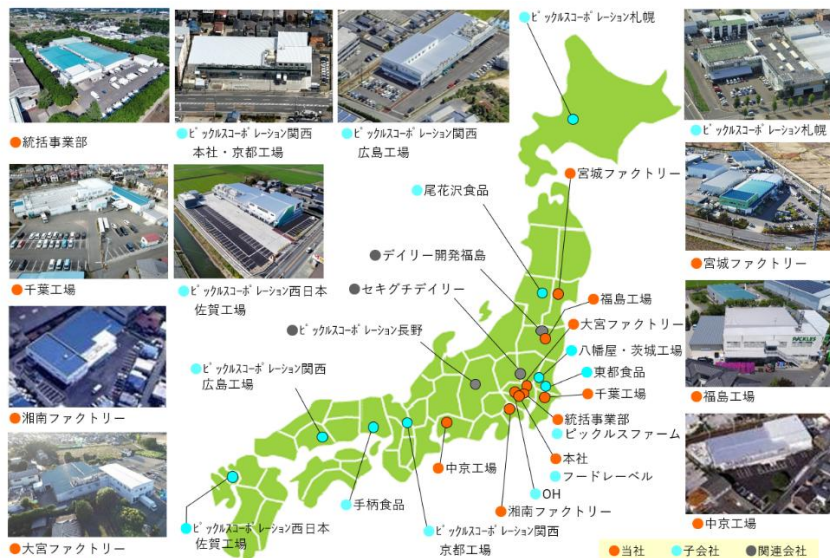 ピックルスコーポレーション札幌
統括事業部
ピックルスコーポレーション関西
本社・京都工場
ピックルスコーポレーション関西
広島工場
ピックルスコーポレーション札幌
宮城ファクトリー
尾花沢食品
千葉工場
ピックルスコーポレーション西日本
佐賀工場
デイリー開発福島
セキグチデイリー
宮城ファクトリー
福島工場
大宮ファクトリー
ピックルスコーポレーション長野
八幡屋・茨城工場
ピックルスコーポレーション関西
広島工場
東都食品
千葉工場
PICKLES
福島工場
湘南ファクトリー
統括事業部
ピックルスファーム
本社
中京工場
フードレーベル
手柄食品
OH
湘南ファクトリー
ピックルスコーポレーション西日本
佐賀工場
ピックルスコーポレーション関西
京都工場
大宮ファクトリー
中京工場
当社
子会社
関連会社